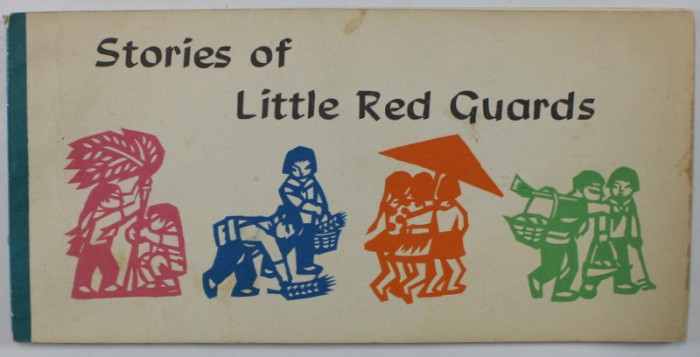 Stories of
Little Red Guards